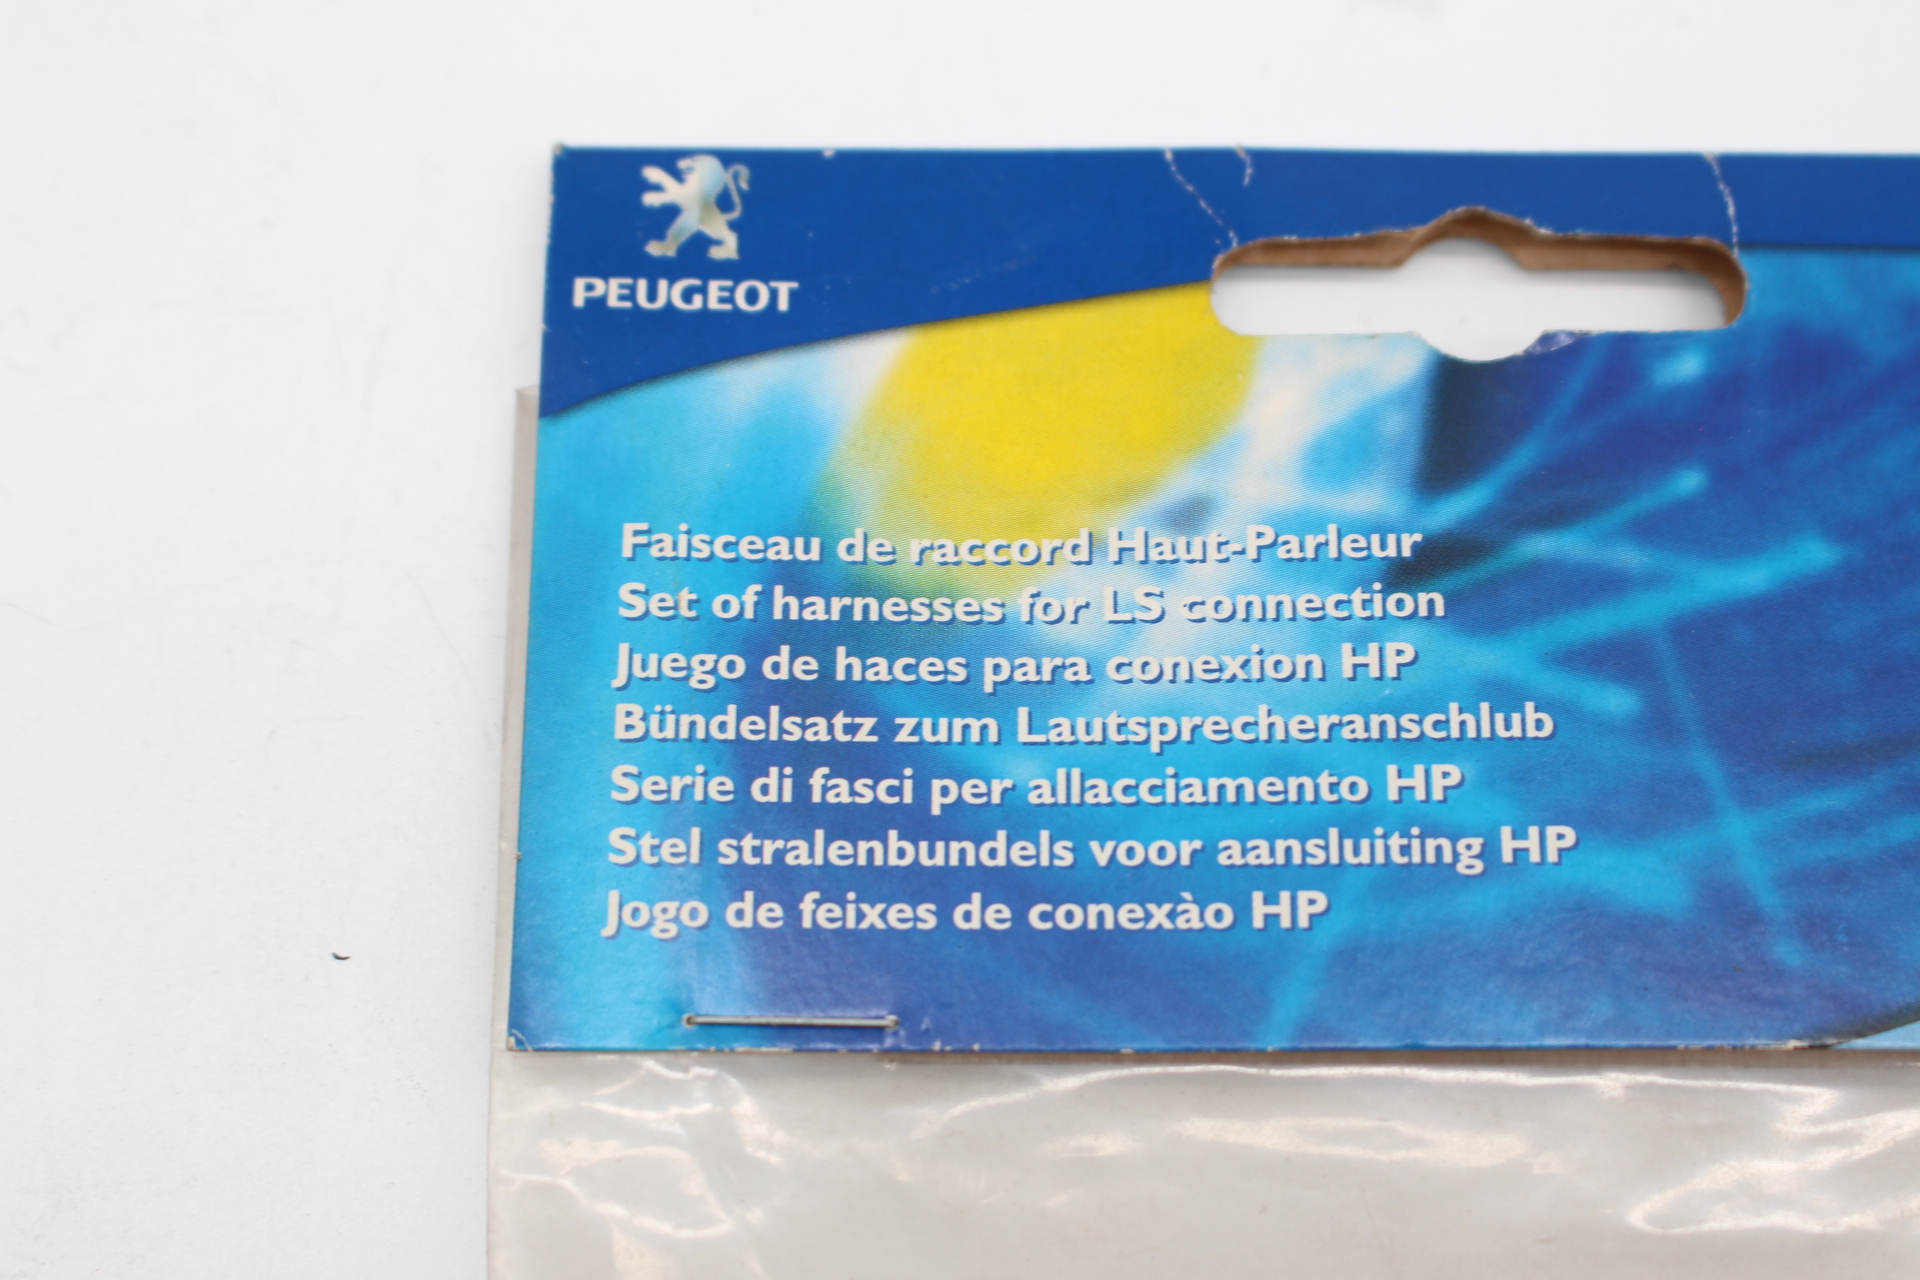 PEUGEOT
Faisceau de raccord Haut-Parleur
Set of harnesses for LS connection
Juego de haces para conexion HP
Bündelsatz zum Lautsprecheranschlub
Serie di fasci per allacciamento HP
Stel stralenbundels voor aansluiting HP
Jogo de feixes de conexào HP